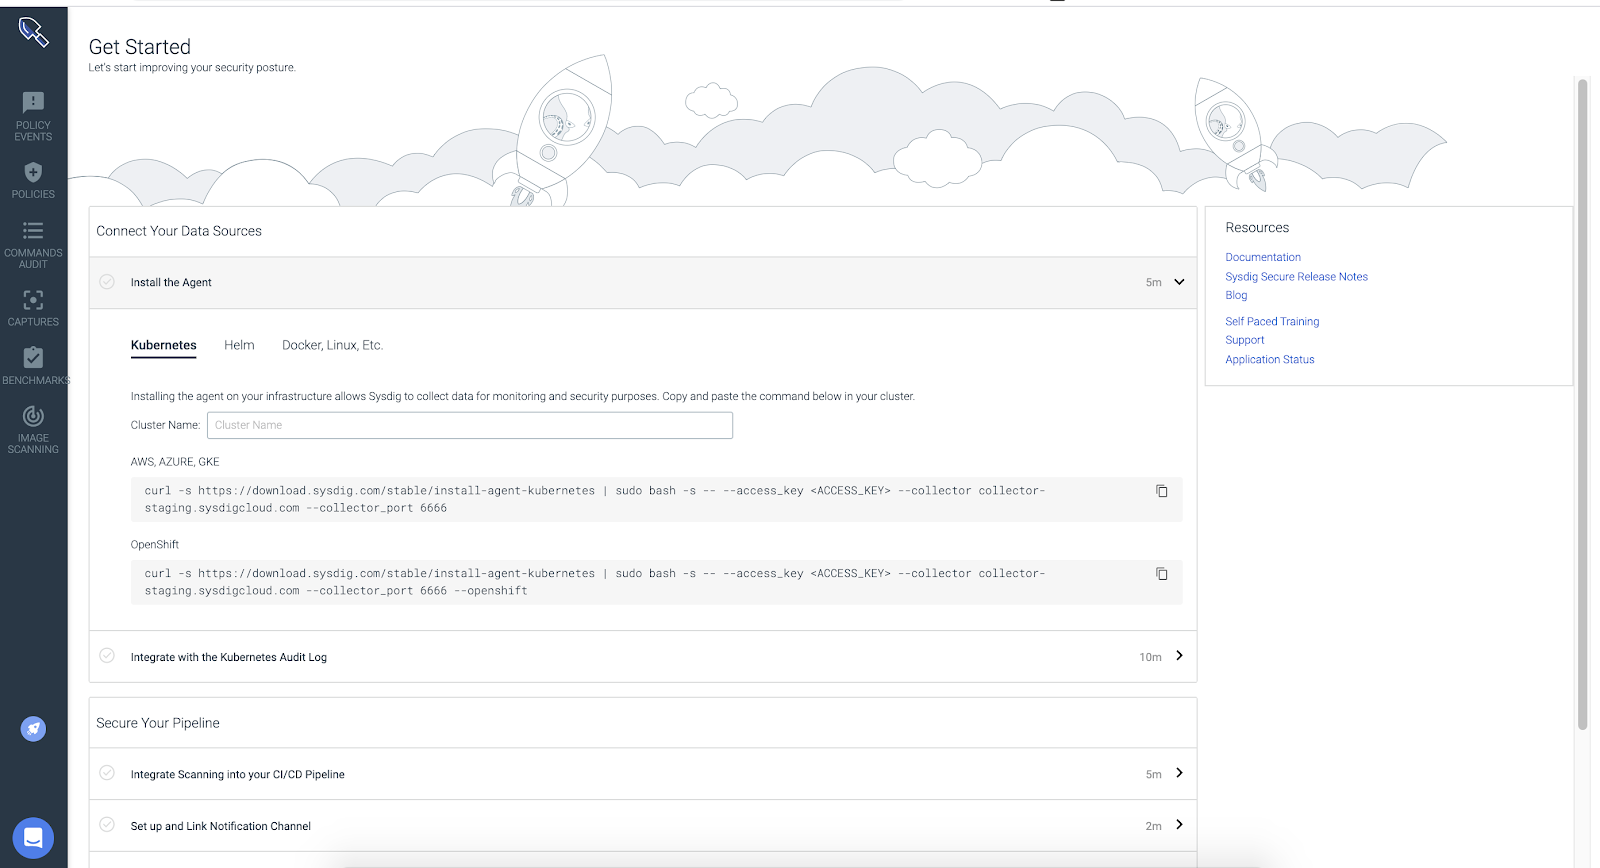 Get Started
Let's start improving your security posture.
POLICY
EVENTS
POLICIES
COMMANDS
AUDIT
CAPTURES
BENCHMARKS
IMAGE
SCANNING
Connect Your Data Sources
Install the Agent
5m
Kubernetes
Helm
Docker, Linux, Etc.
Installing the agent on your infrastructure allows Sysdig to collect data for monitoring and security purposes. Copy and paste the command below in your cluster.
Cluster Name:
Cluster Name
AWS, AZURE, GKE
curl -s https://download.sysdig.com/stable/install-agent-kubernetes | sudo bash -s -- --access_key <ACCESS_KEY> --collector collector-
staging.sysdigcloud.com --collector_port 6666
OpenShift
curl -s https://download.sysdig.com/stable/install-agent-kubernetes | sudo bash -s -- --access_key <ACCESS_KEY> --collector collector-
staging.sysdigcloud.com --collector_port 6666 --openshift
Integrate with the Kubernetes Audit Log
10m
Secure Your Pipeline
Integrate Scanning into your CI/CD Pipeline
5m
Set up and Link Notification Channel
2m
Resources
Documentation
Sysdig Secure Release Notes
Blog
Self Paced Training
Support
Application Status